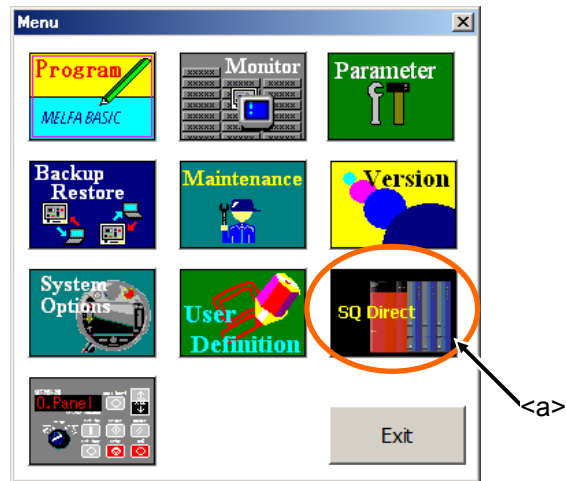 Menu
Program
MELFA BASIC
Monitor
Parameter
Backup
Restore
Maintenance
Version
System
Options
User
Definition
SQ Direct
<a>
O.Panel
Exit